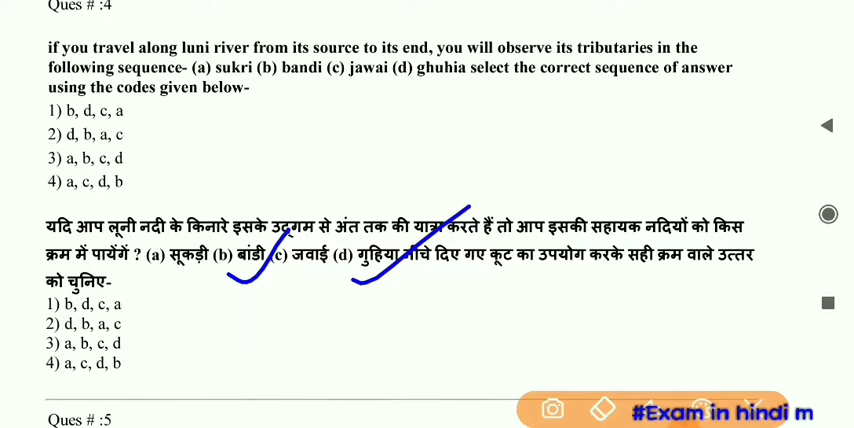 Ques # :4
if you travel along luni river from its source to its end, you will observe its tributaries in the
following sequence- (a) sukri (b) bandi (c) jawai (d) ghuhia select the correct sequence of answer
using the codes given below-
1) b, d, c, a
2) d, b, a, c
3) a, b, c, d
4) a, c, d, b
यदि आप लूनी नदी के किनारे इसके उद्गम से अंत तक की यात्रा करते हैं तो आप इसकी सहायक नदियों को किस
क्रम में पायेंगें ? (a) सूकड़ी (b) बांडी (c) जवाई (d) गुहिया नीचे दिए गए कूट का उपयोग करके सही क्रम वाले उत्तर
को चुनिए-
1) b, d, c, a
2) d, b, a, c
3) a, b, c, d
4) a, c, d, b
Ques # :5
#Exam in hindi m